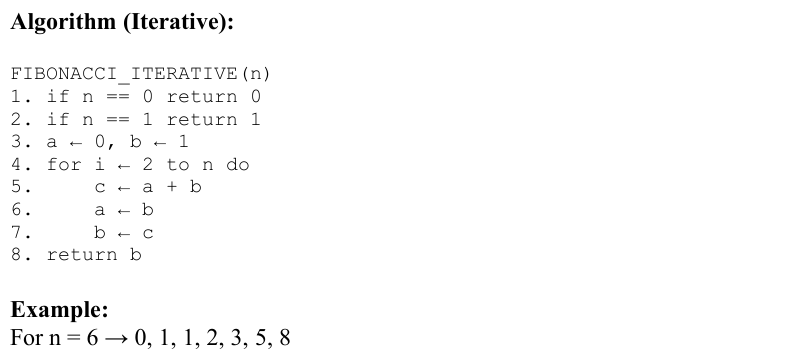 Algorithm (Iterative):
FIBONACCI_ITERATIVE(n)
1. if n == 0 return 0
2. if n == 1 return 1
3. a ← 0, b ← 1
4. for i ← 2 to n do
5.     c ← a + b
6.     a ← b
7.     b ← c
8. return b
Example:
For n = 6 → 0, 1, 1, 2, 3, 5, 8